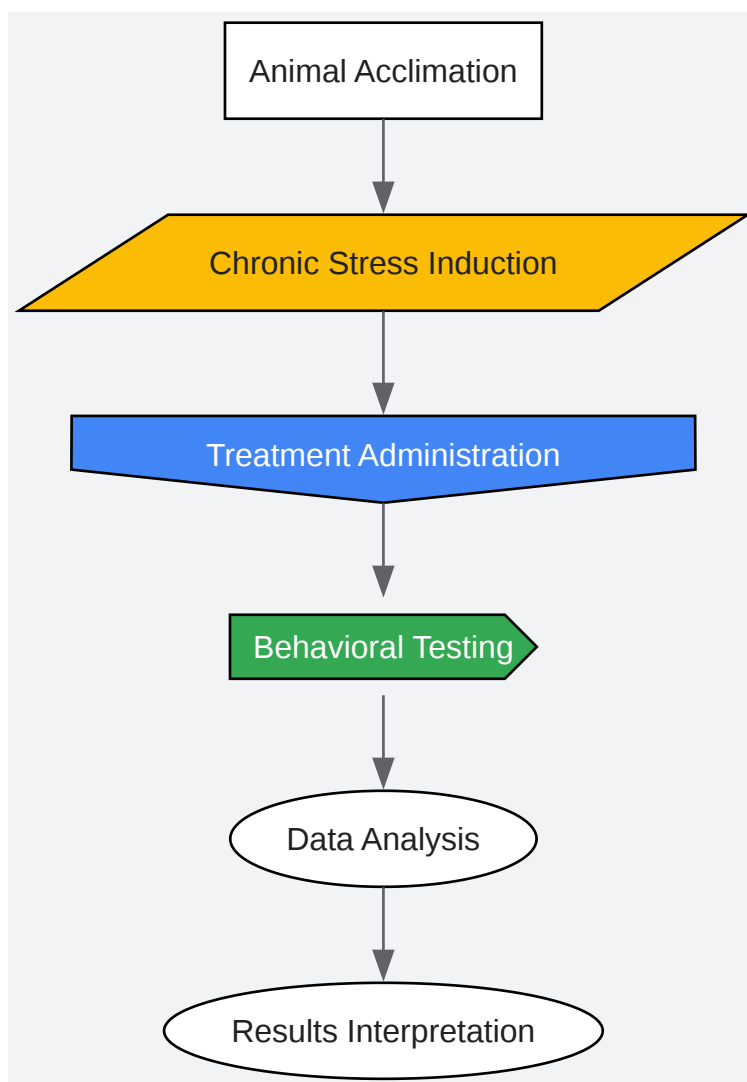 Animal Acclimation
Chronic Stress Induction
Treatment Administration
Behavioral Testing
Data Analysis
Results Interpretation